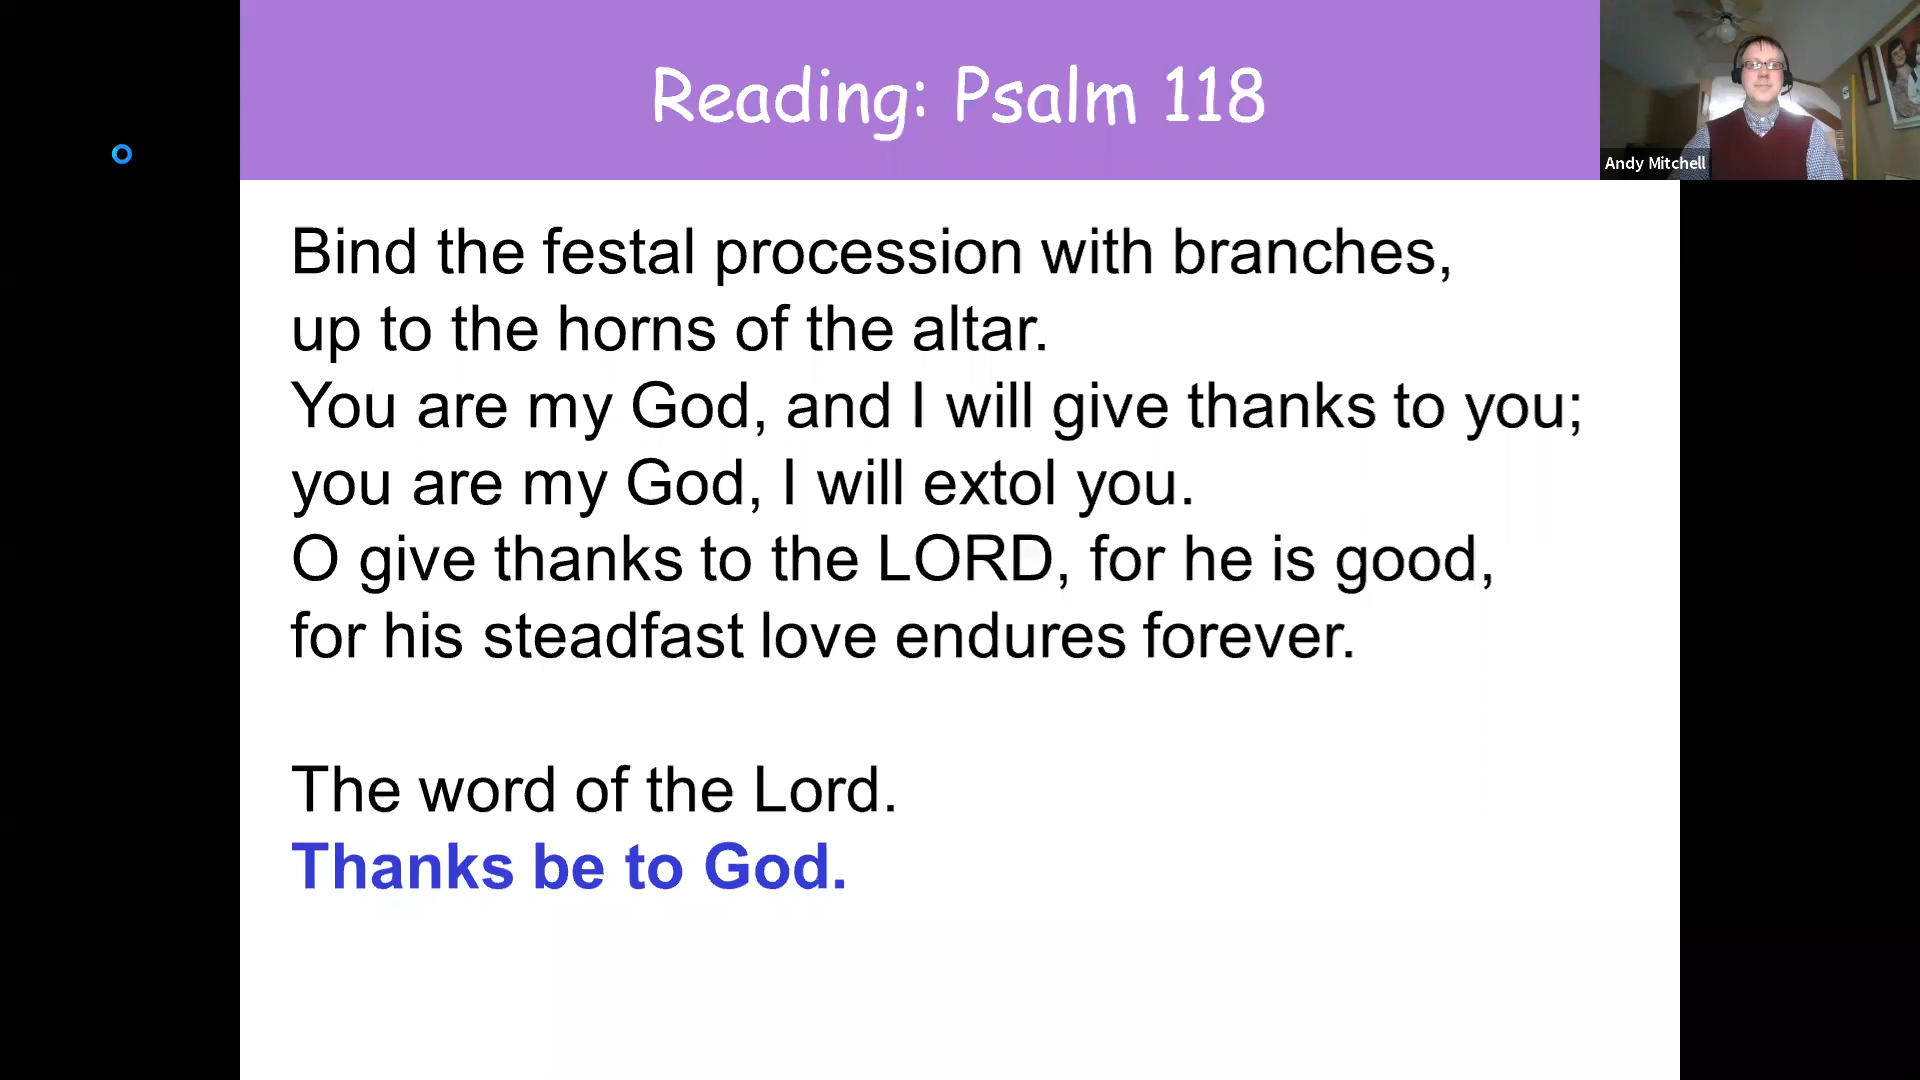 Reading: Psalm 118
Andy Mitchell
Bind the festal procession with branches,
up to the horns of the altar.
You are my God, and I will give thanks to you;
you are my God, I will extol you.
O give thanks to the LORD, for he is good,
for his steadfast love endures forever.
The word of the Lord.
Thanks be to God.